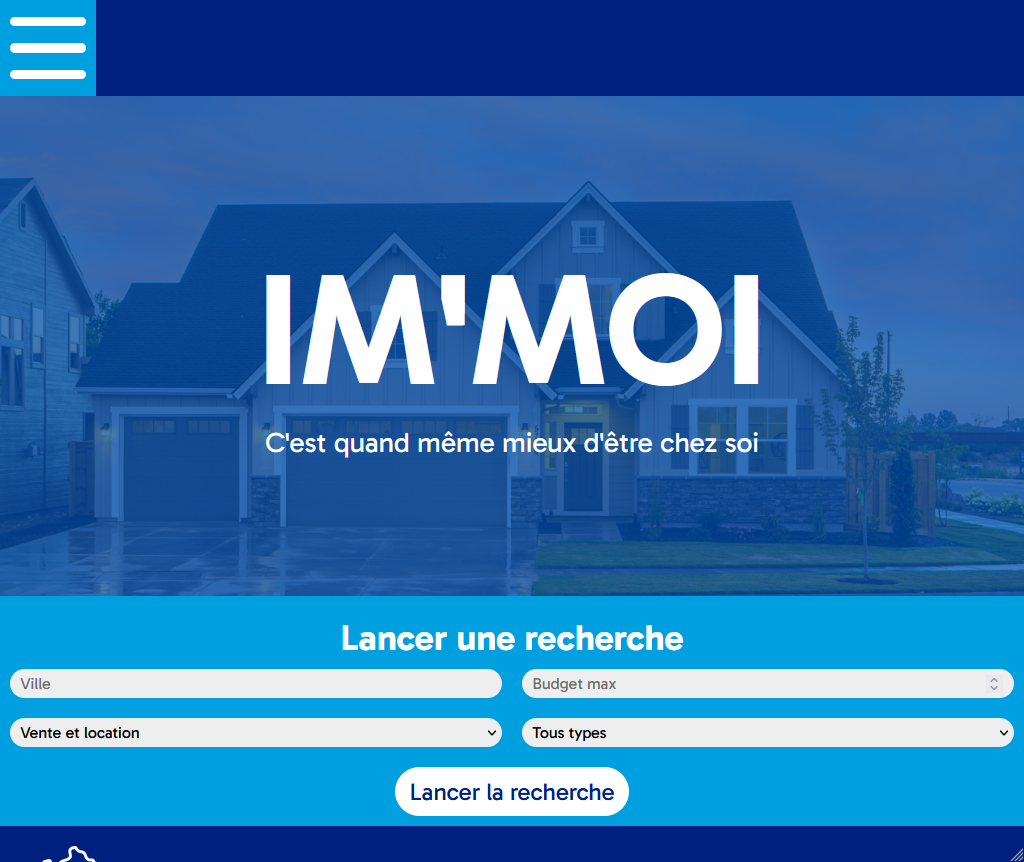 IM'MOI
C'est quand même mieux d'être chez soi
Lancer une recherche
Ville
Budget max
Vente et location
Tous types
Lancer la recherche